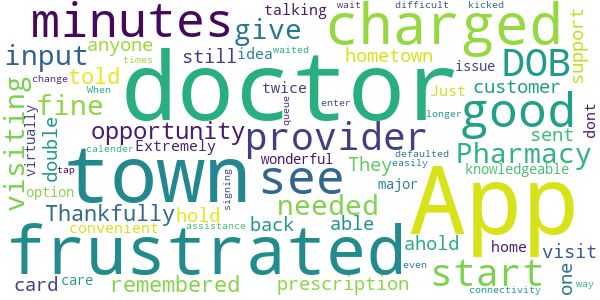 wait difficult kicked
minutes talking charged
input anyone give support
still idea waited hometown DOB
change told times doctor issue
When Just
fine twice customer good
virtually double queue enter longer
opportunity provider sent dont
visiting Extremely
wonderful They defaulted Pharmacy
option tap town see easily knowledgeable
calender signing major App
Thankfully hold needed
convenient assistance back able ahold home visit
frustrated start
card care even one
remembered prescription connectivity way